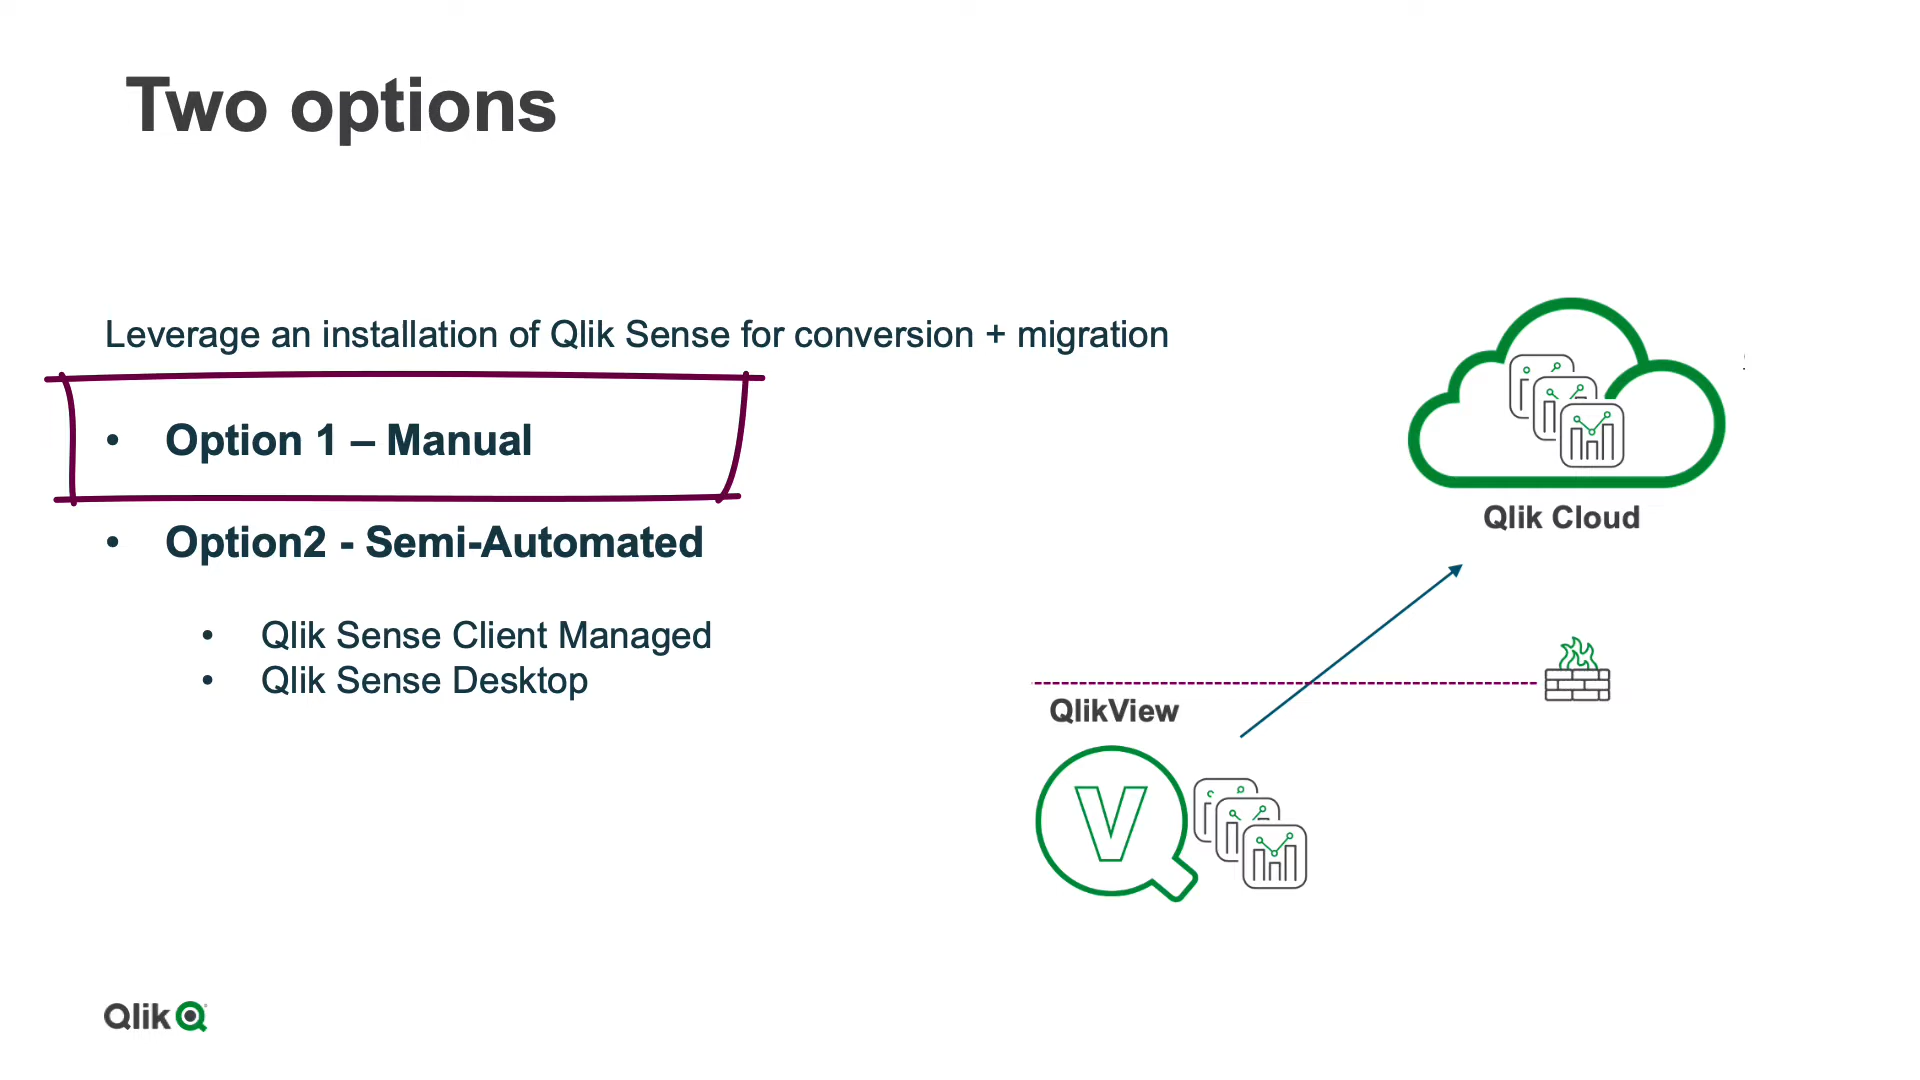 Two options
Leverage an installation of Qlik Sense for conversion + migration
• Option 1 – Manual
• Option2 - Semi-Automated
• Qlik Sense Client Managed
• Qlik Sense Desktop
Qlik Cloud
QlikView
V
Qlik